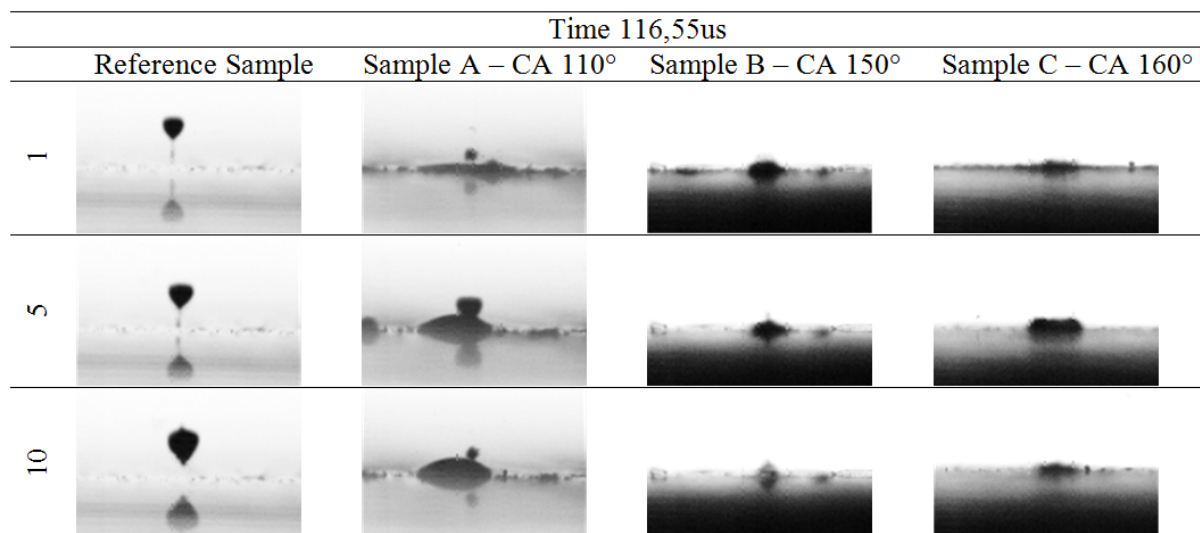 Time 116,55us
Reference Sample Sample A – CA 110° Sample B – CA 150° Sample C – CA 160°
1
5
10